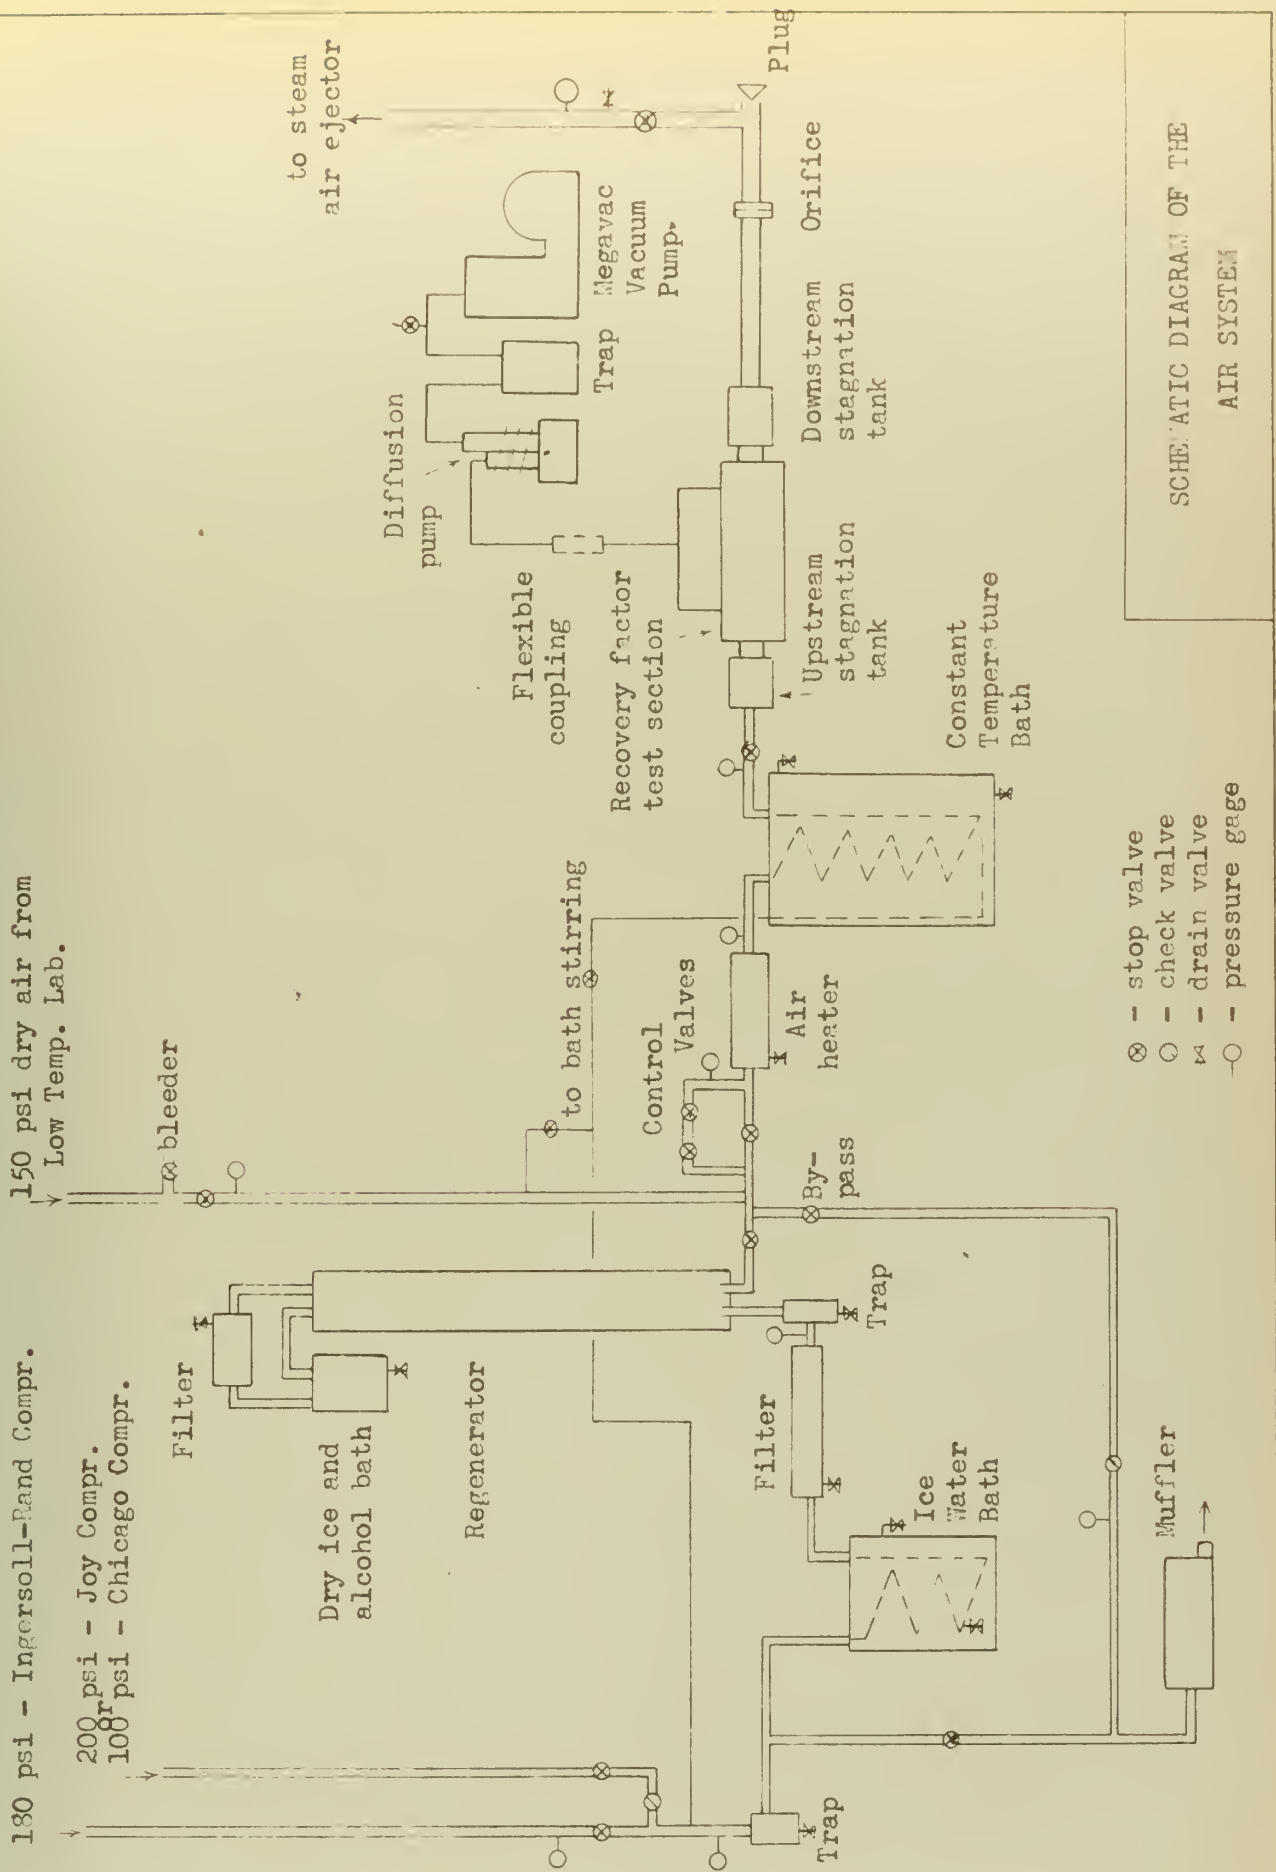 180 psi - Ingersoll-Rand Compr.
200 psi - Joy Compr.
or
100 psi - Chicago Compr.
150 psi dry air from
Low Temp. Lab.
bleeder
to steam
air ejector
Filter
Dry ice and
alcohol bath
Regenerator
to bath stirring
Flexible
coupling
Diffusion
pump
Trap
Megavac
Vacuum
Pump.
Recovery factor
test section
Control
Valves
Plug
Orifice
Downstream
stagnation
tank
Upstream
stagnation
tank
Constant
Temperature
Bath
Air
heater
By-
pass
Trap
Filter
Ice
Water
Bath
Trap
Muffler
- stop valve
- check valve
- drain valve
- pressure gage
SCHEMATIC DIAGRAM OF THE
AIR SYSTEM